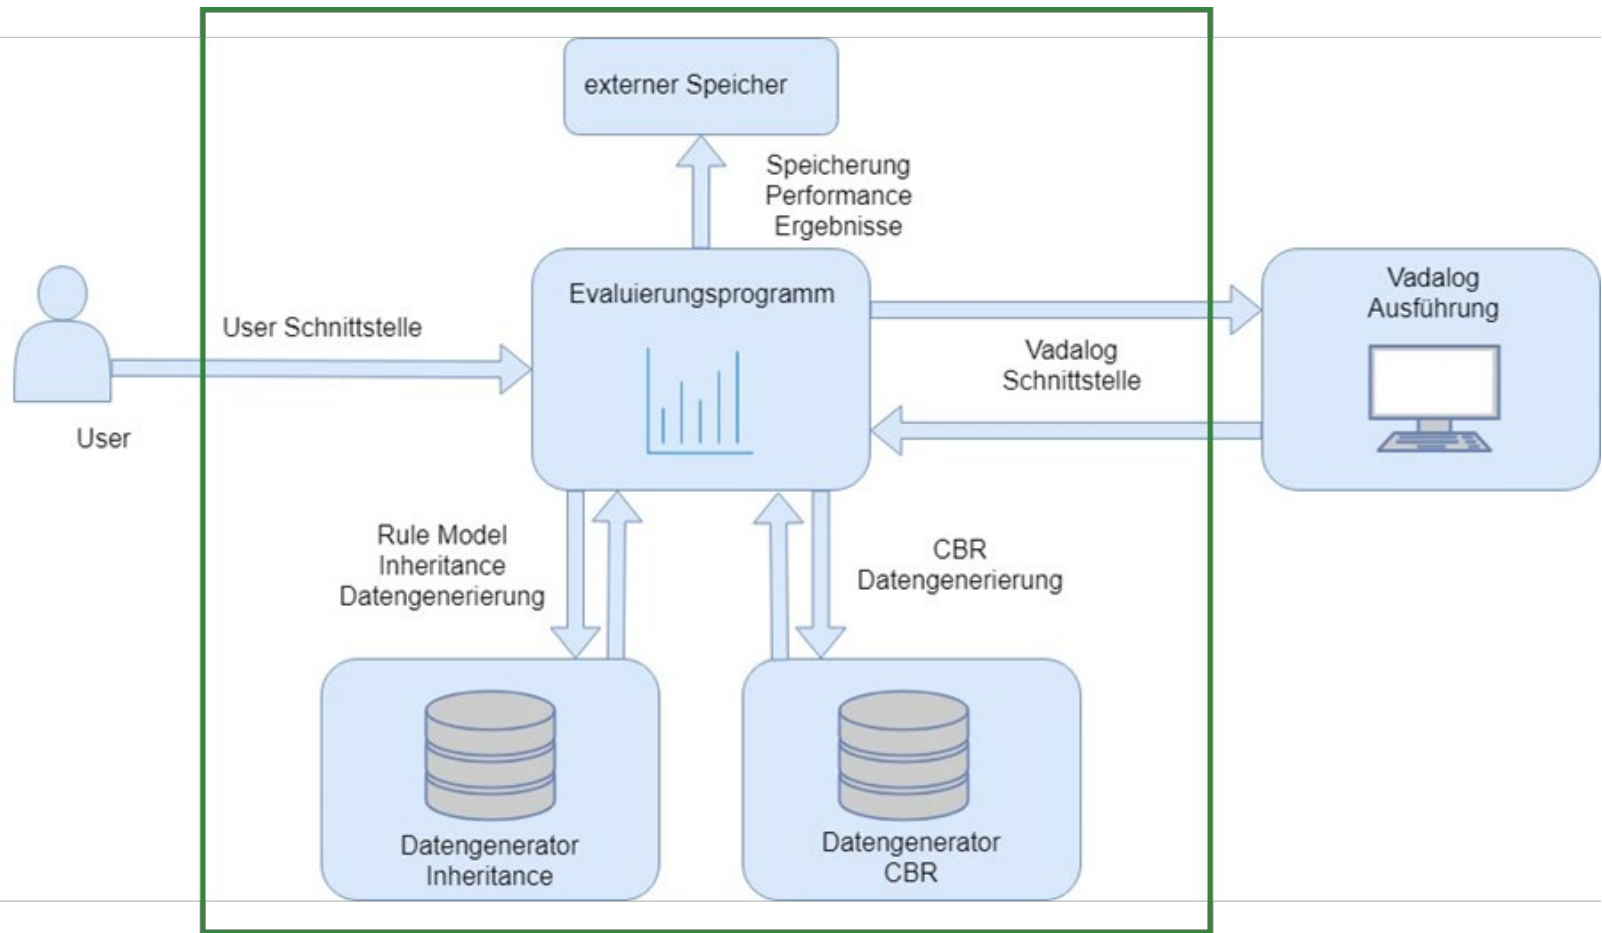 externer Speicher
Speicherung
Performance
Ergebnisse
Evaluierungsprogramm
Vadalog
Ausführung
User Schnittstelle
Vadalog
Schnittstelle
User
Rule Model
Inheritance
Datengenerierung
CBR
Datengenerierung
Datengenerator
Inheritance
Datengenerator
CBR